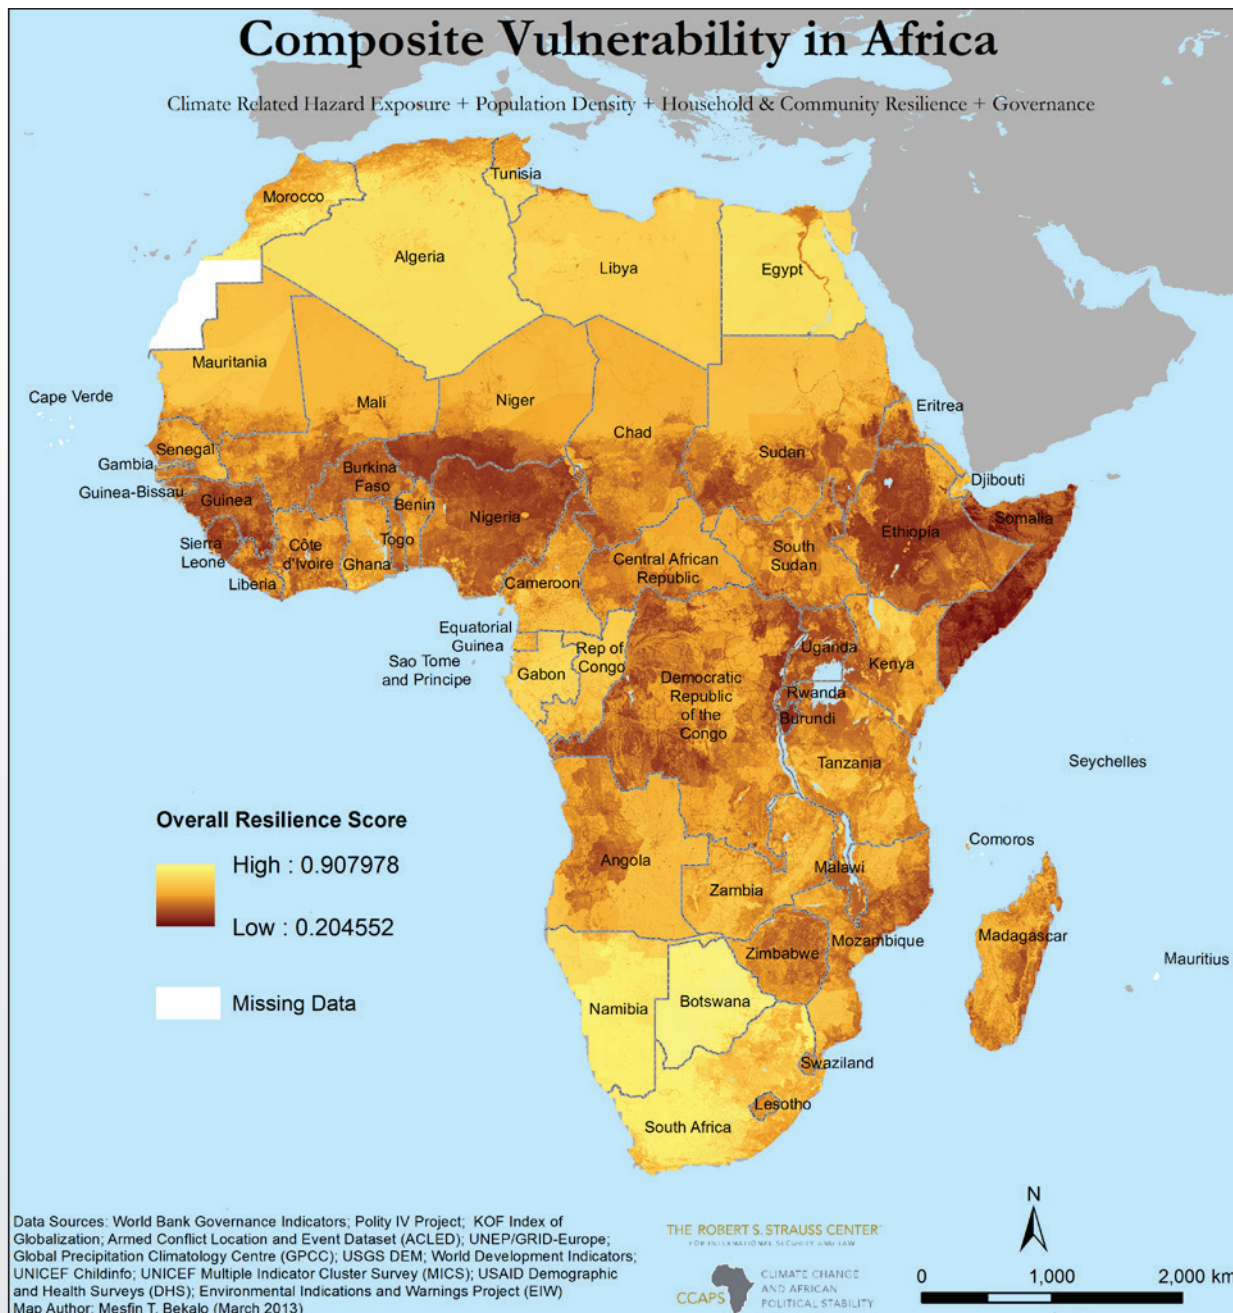 Composite Vulnerability in Africa
Climate Related Hazard Exposure + Population Density + Household & Community Resilience + Governance
Tunisia
Morocco
Algeria
Libya
Egypt
Mauritania
Cape Verde
Mali
Niger
Chad
Eritrea
Senegal
Sudan
Gambia
Burkina
Faso
Djibouti
Guinea-Bissau
Guinea
Benin
Nigeria
Somalia
Ethiopia
Sierra
Leone
Côte
d'Ivoire
Togo
Ghana
South
Sudan
Central African
Republic
Liberia
Cameroon
Equatorial
Guinea
Rep of
Congo
Uganda
Kenya
Sao Tome
and Principe
Gabon
Democratic
Republic
of the
Congo
Rwanda
Burundi
Tanzania
Seychelles
Overall Resilience Score
High : 0.907978
Low : 0.204552
Missing Data
Comoros
Angola
Malawi
Zambia
Mozambique
Madagascar
Zimbabwe
Mauritius
Namibia
Botswana
Swaziland
Lesotho
South Africa
Data Sources: World Bank Governance Indicators; Polity IV Project; KOF Index of
Globalization; Armed Conflict Location and Event Dataset (ACLED); UNEP/GRID-Europe;
Global Precipitation Climatology Centre (GPCC); USGS DEM; World Development Indicators;
UNICEF Childinfo; UNICEF Multiple Indicator Cluster Survey (MICS); USAID Demographic
and Health Surveys (DHS); Environmental Indications and Warnings Project (EIW)
Map Author: Mesfin T. Bekalo (March 2013)
THE ROBERT S. STRAUSS CENTER
FOR INTERNATIONAL SECURITY AND LAW
CCAPS
CLIMATE CHANGE
AND AFRICAN
POLITICAL STABILITY
N
0 1,000 2,000 km